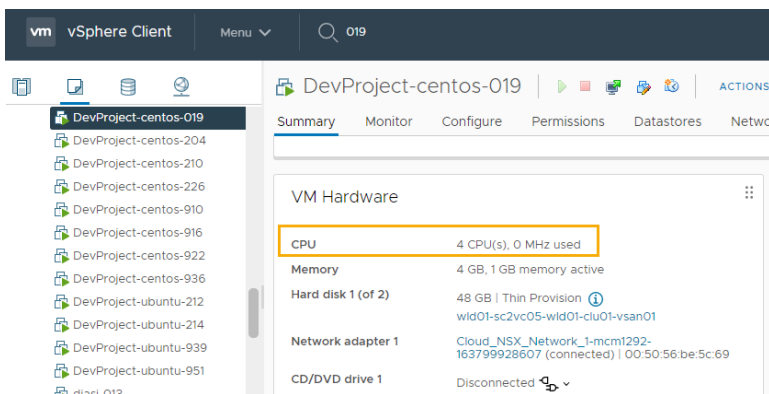 vm vSphere Client Menu 019
DevProject-centos-019
DevProject-centos-204
DevProject-centos-210
DevProject-centos-226
DevProject-centos-910
DevProject-centos-916
DevProject-centos-922
DevProject-centos-936
DevProject-ubuntu-212
DevProject-ubuntu-214
DevProject-ubuntu-939
DevProject-ubuntu-951
DevProject-centos-019 ACTIONS
Summary Monitor Configure Permissions Datastores Netwo
VM Hardware
CPU 4 CPU(s), 0 MHz used
Memory 4 GB, 1 GB memory active
Hard disk 1 (of 2) 48 GB | Thin Provision
wld01-sc2vc05-wld01-clu01-vsan01
Network adapter 1 Cloud_NSX_Network_1-mcm1292-
163799928607 (connected) | 00:50:56:be:5c:69
CD/DVD drive 1 Disconnected